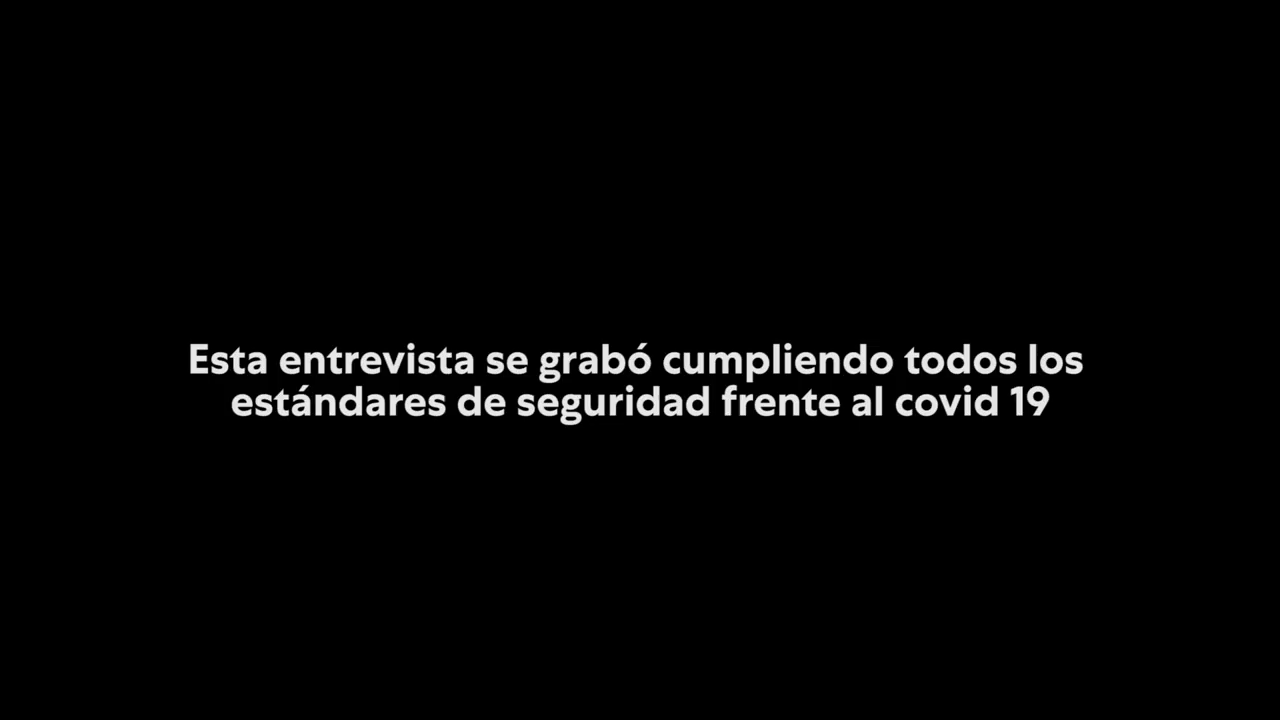 Esta entrevista se grabó cumpliendo todos los
estándares de seguridad frente al covid 19